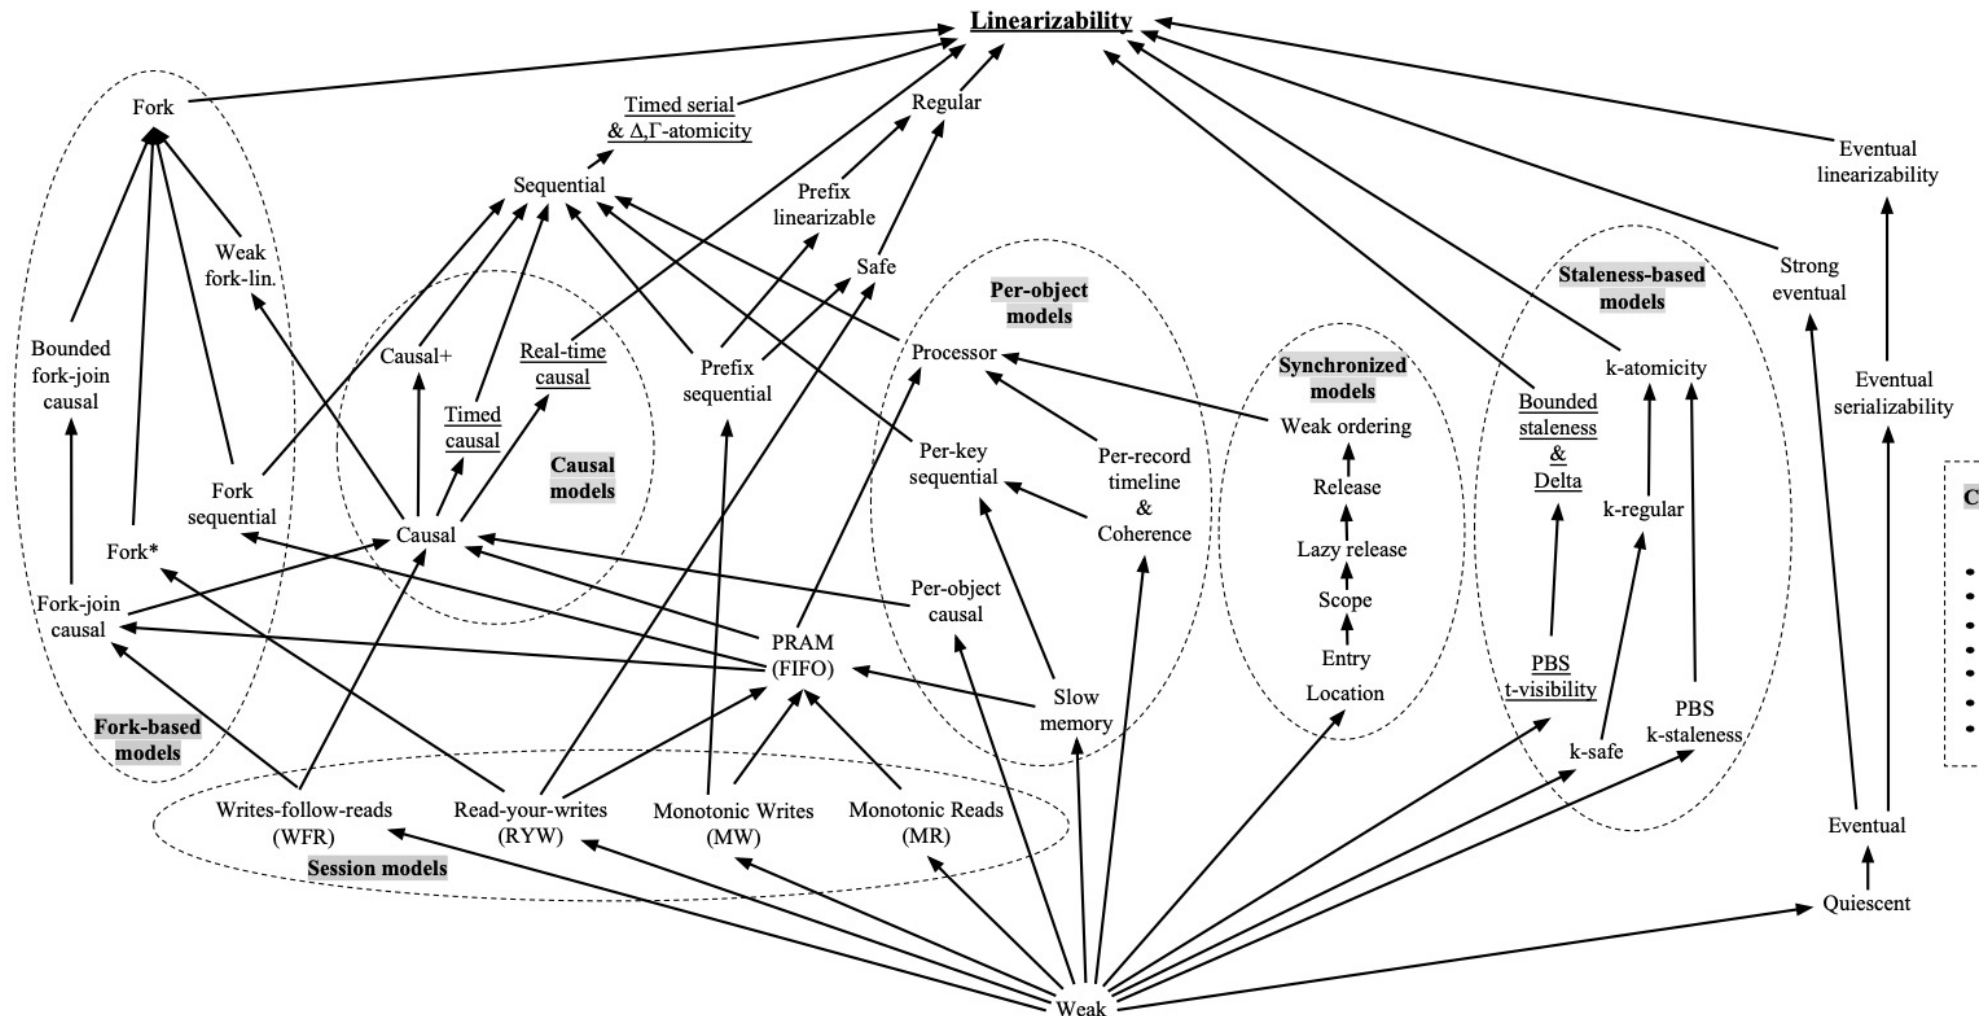 Linearizability
Fork
Timed serial
& Δ,Γ-atomicity
Regular
Eventual
linearizability
Sequential
Prefix
linearizable
Weak
fork-lin.
Safe
Strong
eventual
Staleness-based
models
Per-object
models
Bounded
fork-join
causal
Causal+
Real-time
causal
Prefix
sequential
Processor
Synchronized
models
k-atomicity
Eventual
serializability
Timed
causal
Bounded
staleness
&
Delta
Weak ordering
Causal
models
Per-key
sequential
Per-record
timeline
&
Coherence
Release
k-regular
C
Fork
sequential
Fork*
Causal
Lazy release
Fork-join
causal
Per-object
causal
Scope
PRAM
(FIFO)
Entry
Location
PBS
t-visibility
Slow
memory
PBS
k-staleness
Fork-based
models
k-safe
Writes-follow-reads
(WFR)
Read-your-writes
(RYW)
Monotonic Writes
(MW)
Monotonic Reads
(MR)
Eventual
Session models
Quiescent
Weak